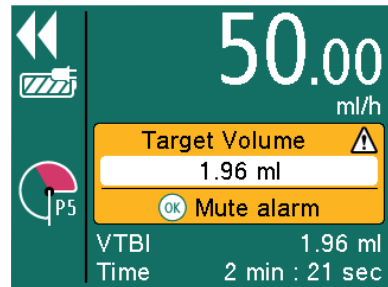 50.00
ml/h
Target Volume
1.96 ml
OK Mute alarm
P5
VTBI 1.96 ml
Time 2 min : 21 sec